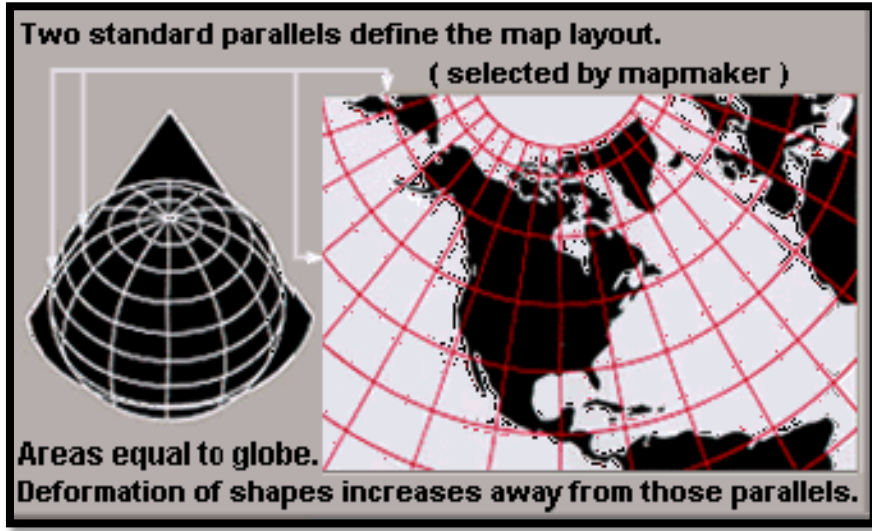 Two standard parallels define the map layout.
( selected by mapmaker )
Areas equal to globe.
Deformation of shapes increases away from those parallels.